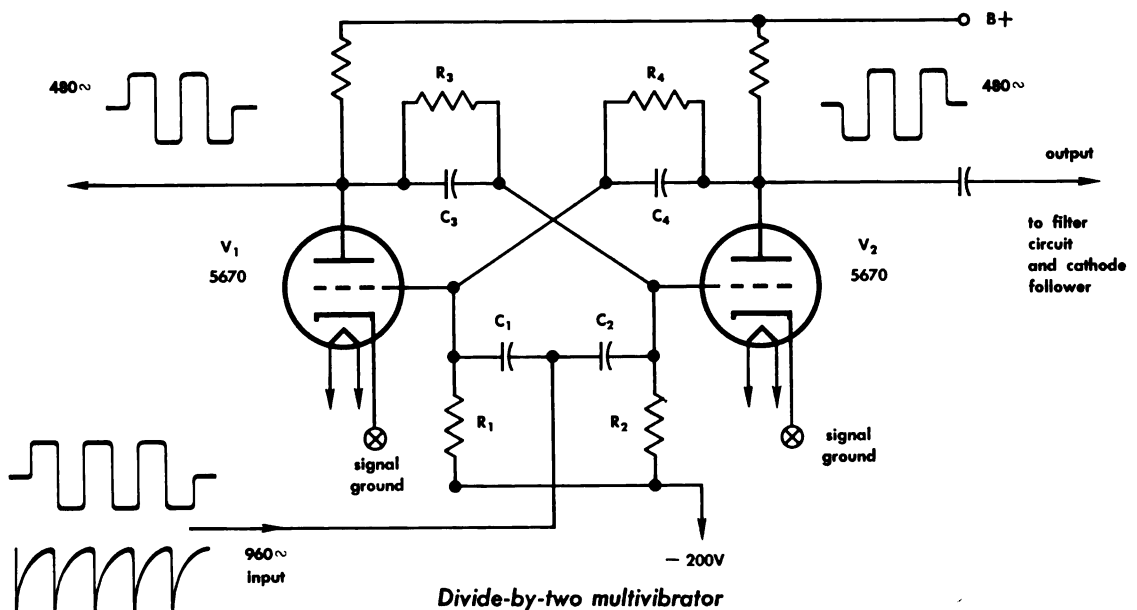 B+
R3
R4
480~
480~
output
C3
C4
V1
5670
V2
5670
to filter
circuit
and cathode
follower
C1
C2
R1
R2
signal
ground
signal
ground
960~
input
— 200V
Divide-by-two multivibrator